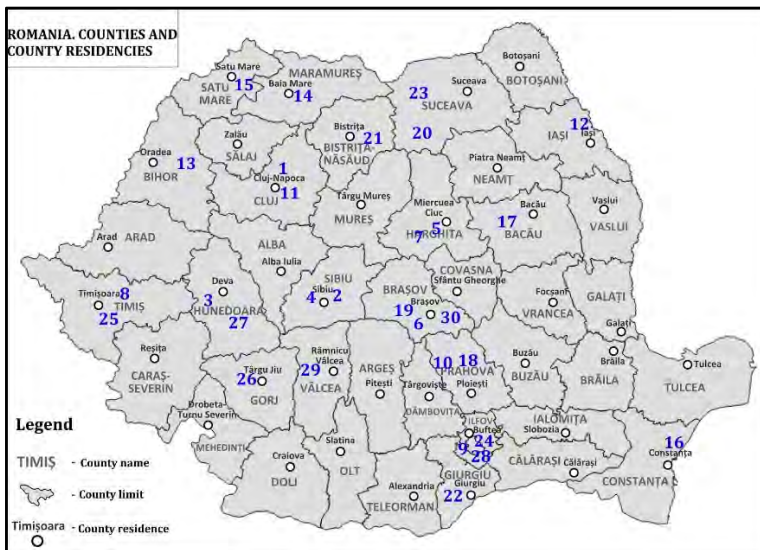 ROMANIA. COUNTIES AND
COUNTY RESIDENCIES
Botoșani
BOTOȘANI
Satu Mare
SATU
MARE
15
MARAMUREȘ
Baia Mare
14
23
Suceava
SUCEAVA
20
12
IAȘI
Iași
Zalău
SĂLAJ
Bistrița
21
BISTRIȚA-
NĂSĂUD
Oradea
13
BIHOR
1
Cluj-Napoca
11
CLUJ
Piatra Neamț
NEAMȚ
Târgu Mureș
MUREȘ
Miercurea
Ciuc
5
7
HARGHITA
Bacău
17
BACĂU
Vaslui
VASLUI
Arad
ARAD
ALBA
Alba Iulia
SIBIU
Sibiu
4
2
BRAȘOV
Brașov
19
6
30
COVASNA
Sfântu Gheorghe
Focșani
VRANCEA
GALAȚI
Galați
Timișoara
8
TIMIȘ
25
Deva
3
HUNEDOARA
27
Reșița
CARAȘ-
SEVERIN
Târgu Jiu
26
GORJ
Râmnicu
Vâlcea
29
VÂLCEA
ARGEȘ
Pitești
10
18
PRAHOVA
Ploiești
Târgoviște
DÂMBOVIȚA
Buzău
BUZĂU
Brăila
BRĂILA
Tulcea
TULCEA
Drobeta-
Turnu Severin
MEHEDINȚI
Craiova
DOLJ
Slatina
OLT
ILFOV
Buftea
24
9
28
IALOMIȚA
Slobozia
CĂLĂRAȘI
Călărași
16
Constanța
CONSTANȚA
Alexandria
TELEORMAN
GIURGIU
22
Giurgiu
Legend
TIMIȘ - County name
- County limit
Timișoara - County residence